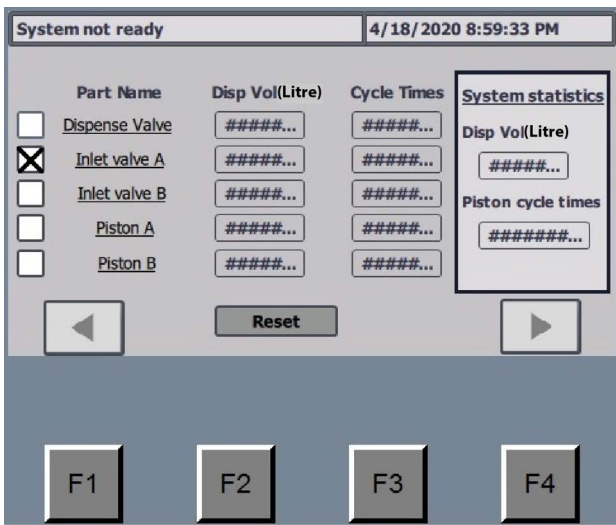 System not ready 4/18/2020 8:59:33 PM
Part Name Disp Vol(Litre) Cycle Times System statistics
Dispense Valve #####... #####... Disp Vol(Litre)
Inlet valve A #####... #####... #####...
Inlet valve B #####... #####... Piston cycle times
Piston A #####... #####... #######...
Piston B #####... #####...
Reset
F1 F2 F3 F4